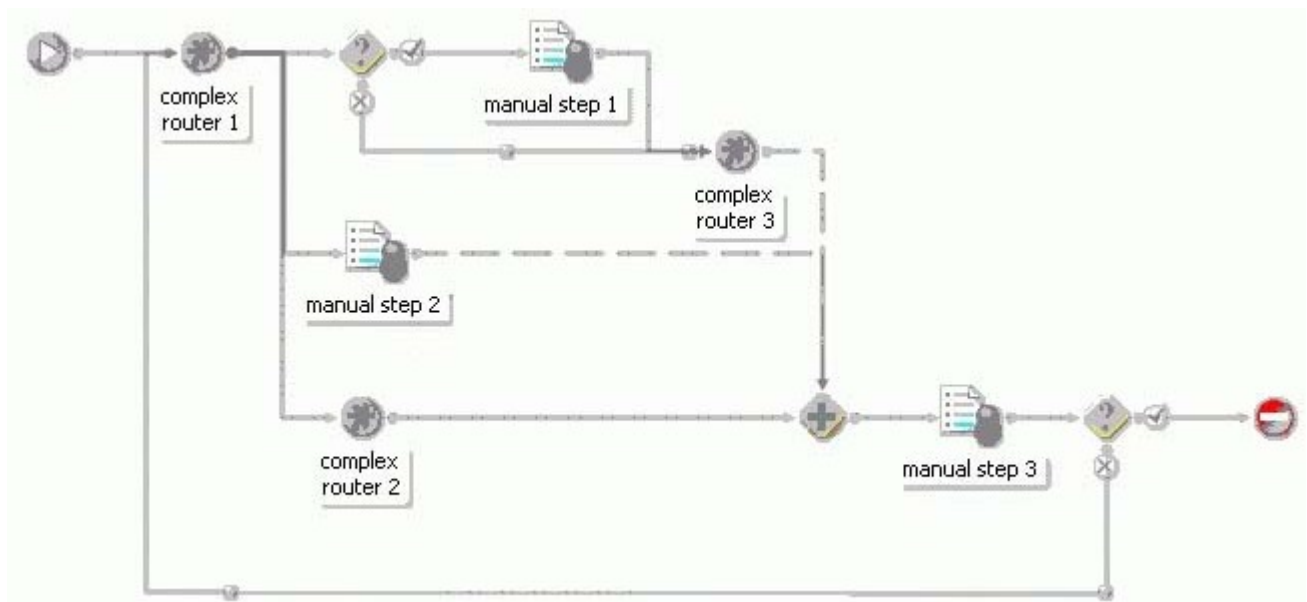 complex
router 1
manual step 1
complex
router 3
manual step 2
complex
router 2
manual step 3